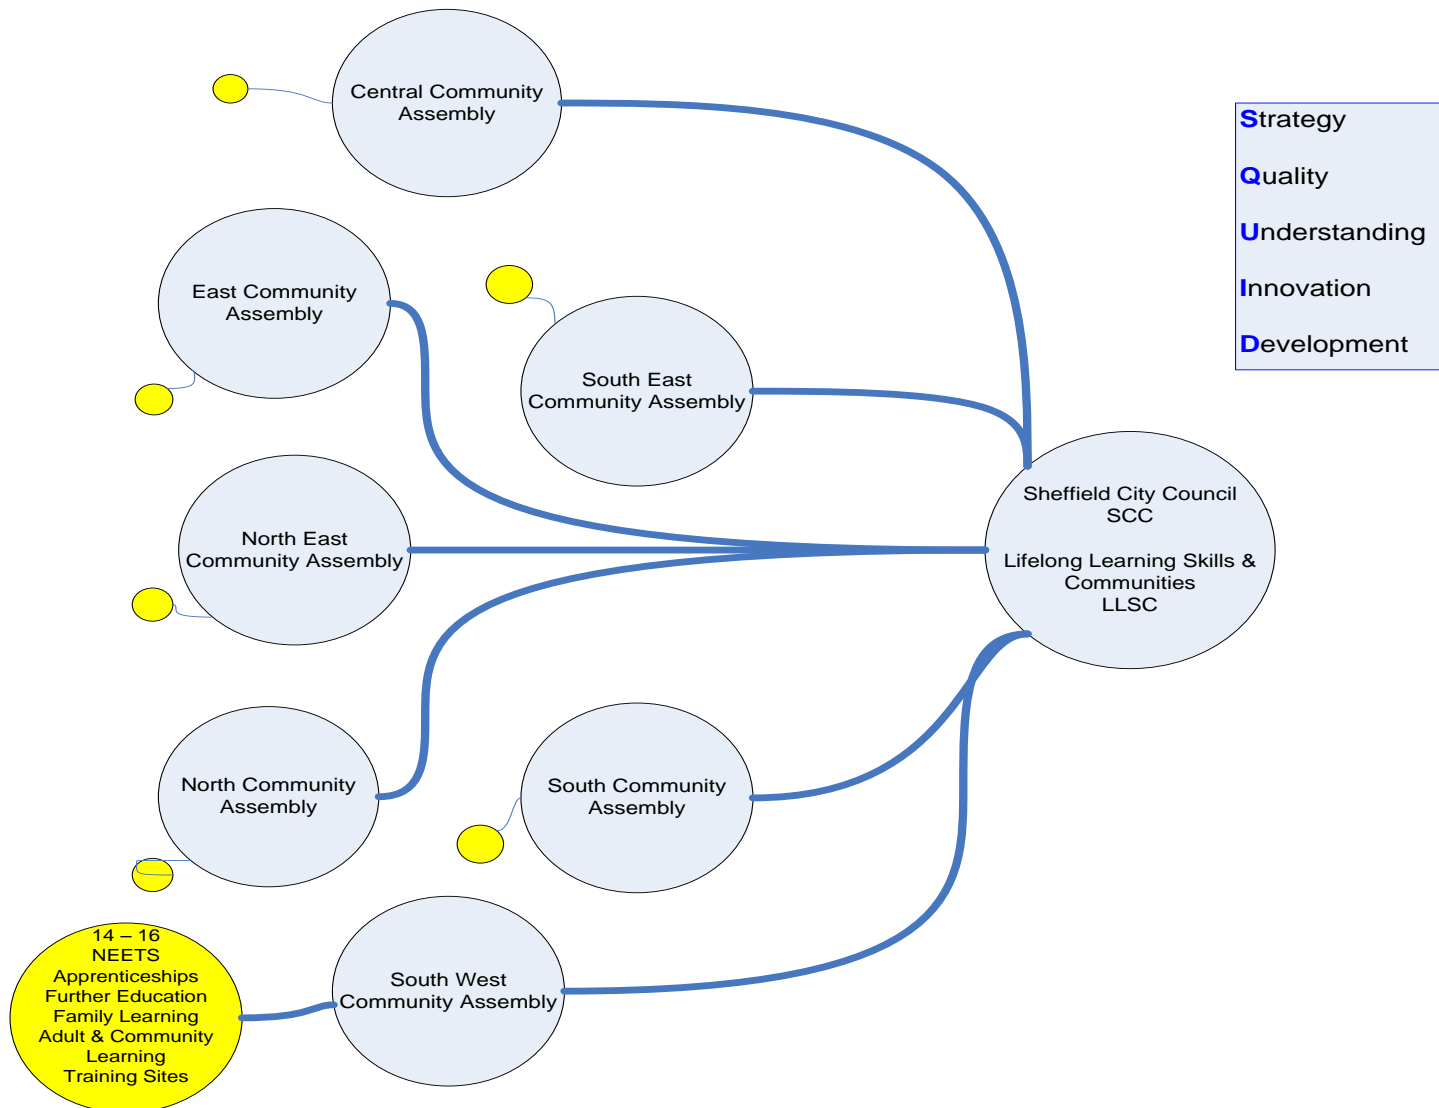 Central Community
Assembly
Strategy
Quality
Understanding
Innovation
Development
East Community
Assembly
South East
Community Assembly
Sheffield City Council
SCC
Lifelong Learning Skills &
Communities
LLSC
North East
Community Assembly
North Community
Assembly
South Community
Assembly
South West
Community Assembly
14 – 16
NEETS
Apprenticeships
Further Education
Family Learning
Adult & Community
Learning
Training Sites